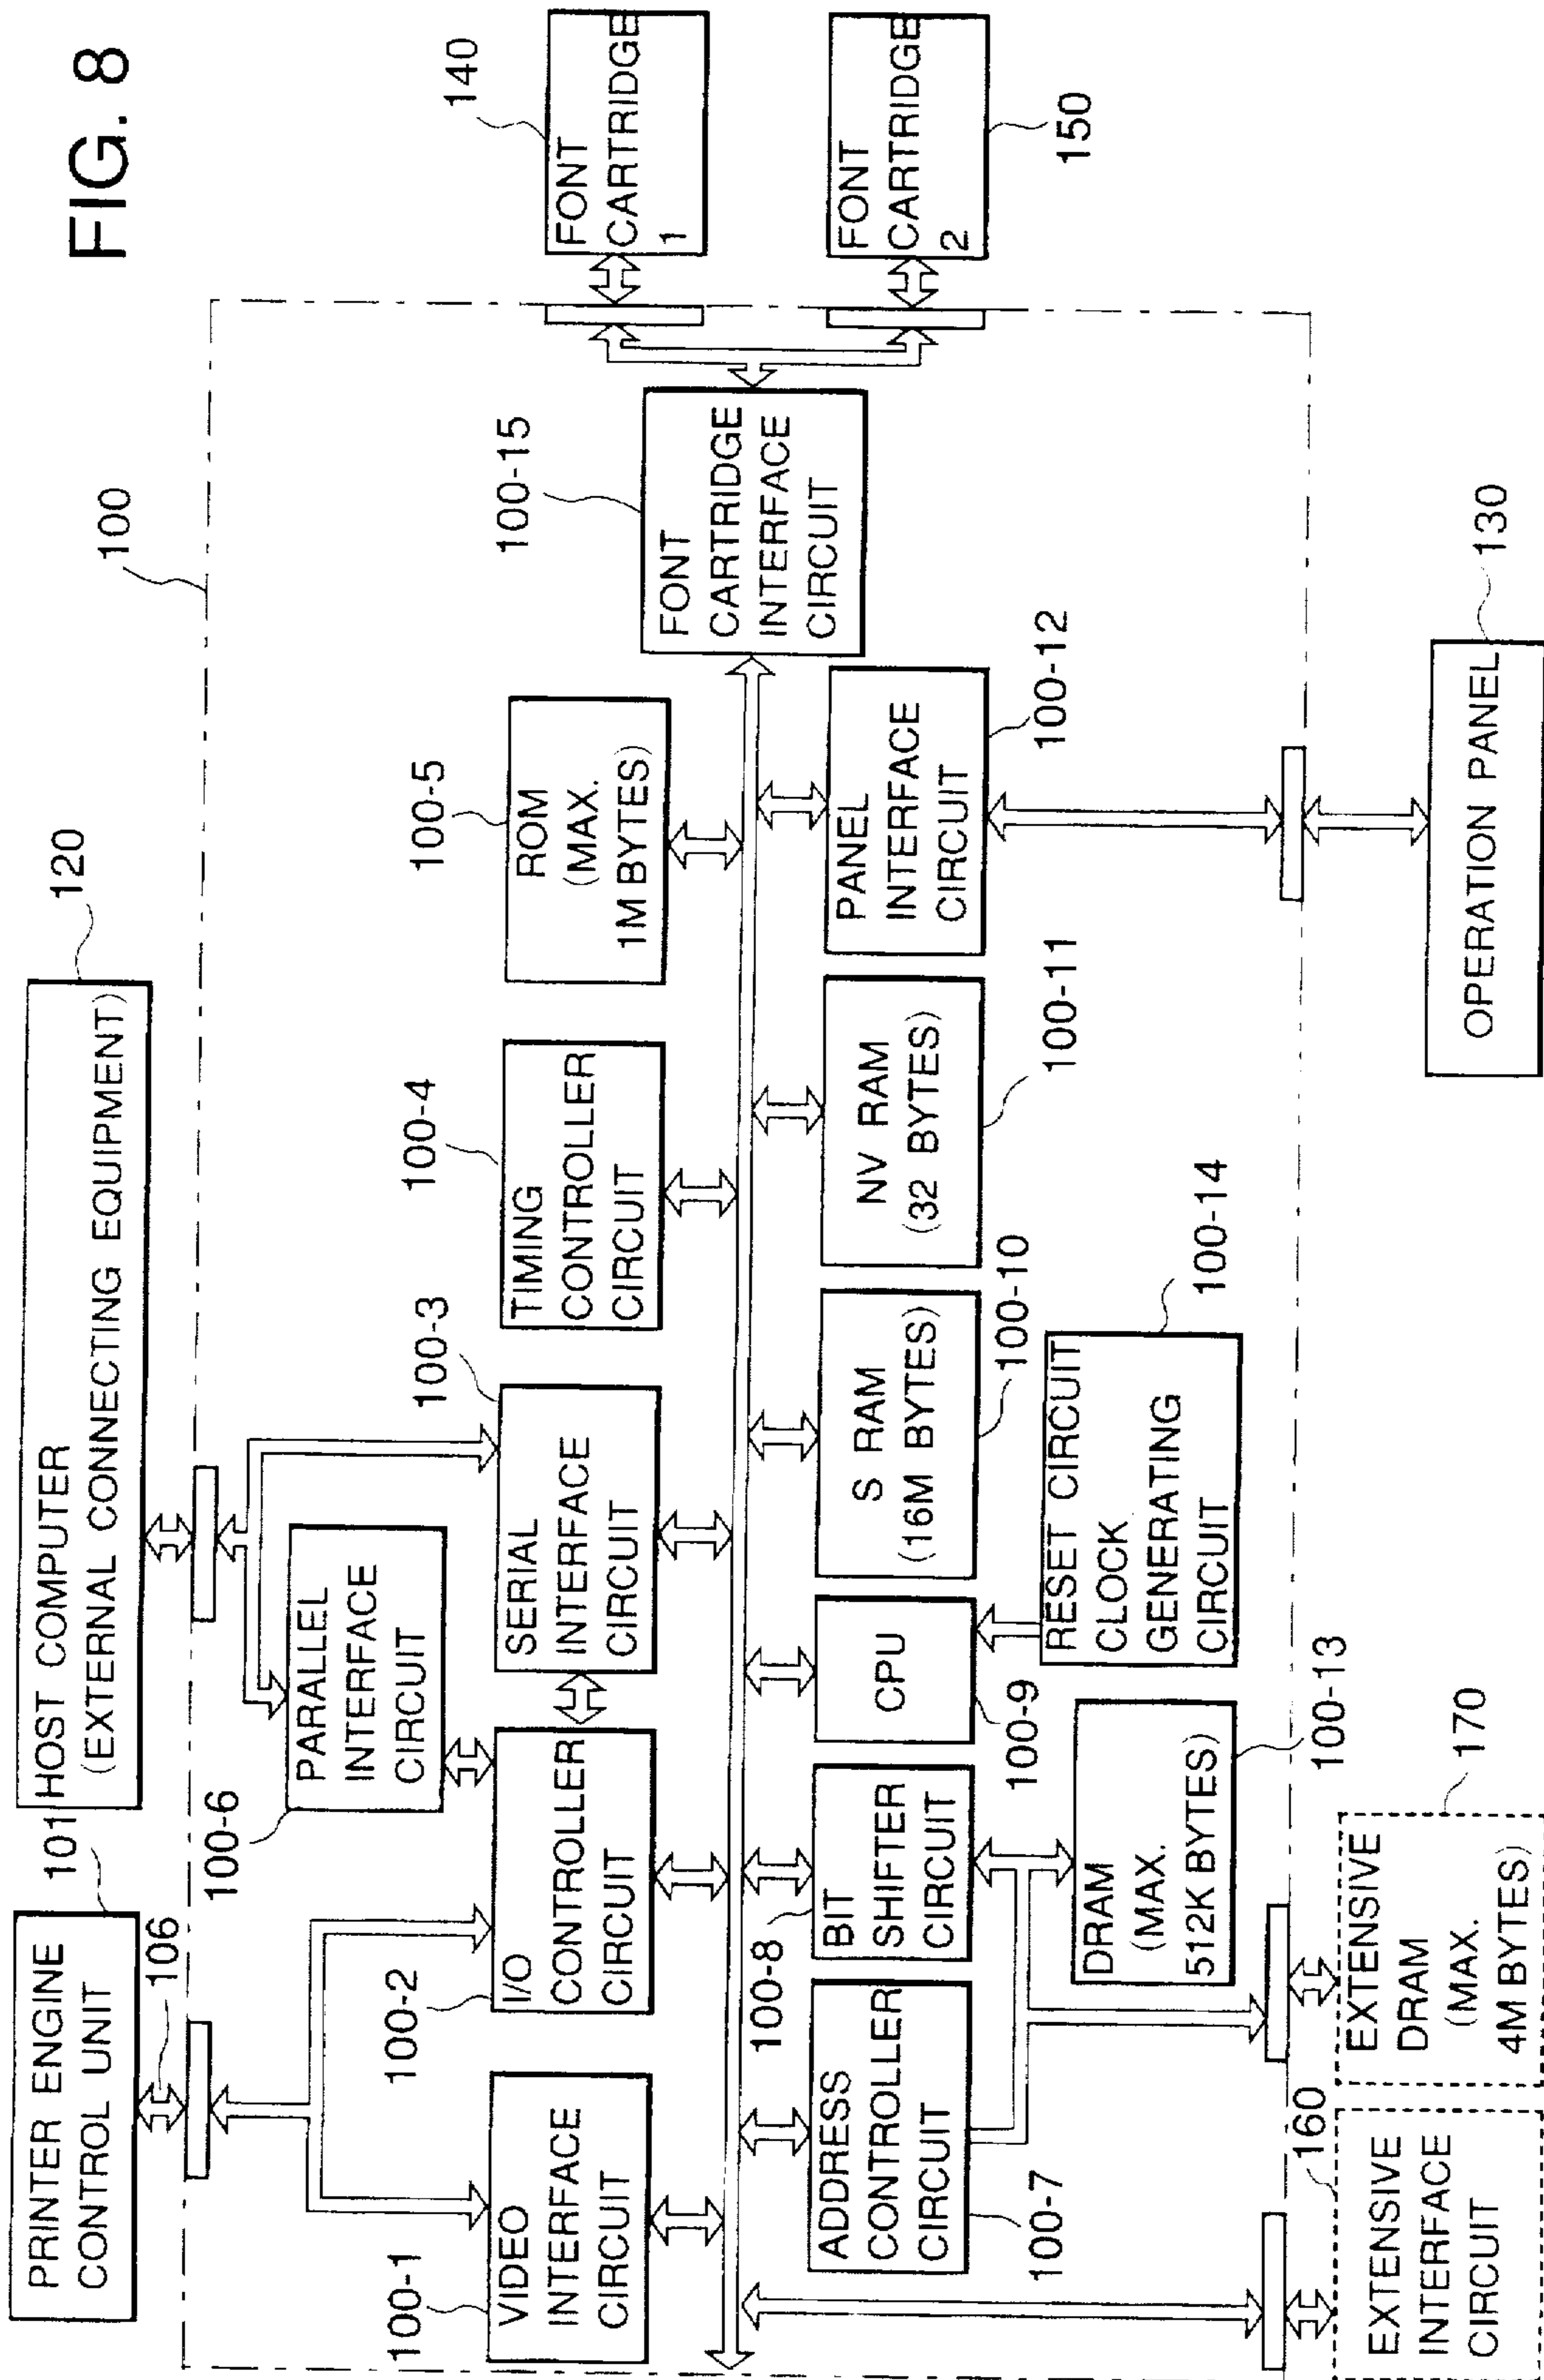 FIG. 8
PRINTER ENGINE
CONTROL UNIT
101
106
HOST COMPUTER
(EXTERNAL CONNECTING EQUIPMENT)
120
100
100-6
PARALLEL
INTERFACE
CIRCUIT
100-1
VIDEO
INTERFACE
CIRCUIT
100-2
I/O
CONTROLLER
CIRCUIT
100-3
SERIAL
INTERFACE
CIRCUIT
100-4
TIMING
CONTROLLER
CIRCUIT
100-5
ROM
(MAX.
1M BYTES)
100-15
FONT
CARTRIDGE
INTERFACE
CIRCUIT
140
FONT
CARTRIDGE
1
FONT
CARTRIDGE
2
150
ADDRESS
CONTROLLER
CIRCUIT
100-7
100-8
BIT
SHIFTER
CIRCUIT
CPU
100-9
S RAM
(16M BYTES)
100-10
NV RAM
(32 BYTES)
100-11
PANEL
INTERFACE
CIRCUIT
100-12
DRAM
(MAX.
512K BYTES)
100-13
RESET CIRCUIT
CLOCK
GENERATING
CIRCUIT
100-14
160
EXTENSIVE
INTERFACE
CIRCUIT
170
EXTENSIVE
DRAM
(MAX.
4M BYTES)
130
OPERATION PANEL